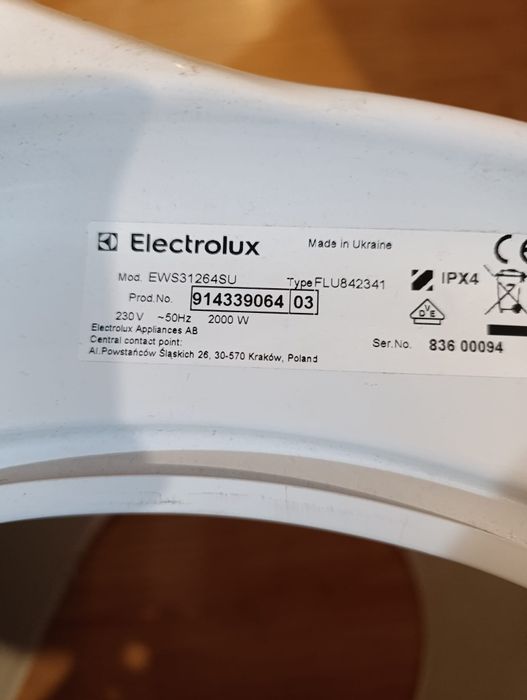 Electrolux Made in Ukraine
Mod. EWS31264SU Type FLU842341 IPX4
Prod.No. 914339064 03
230 V ~50Hz 2000 W
Electrolux Appliances AB
Central contact point:
Al.Powstańców Śląskich 26, 30-570 Kraków, Poland
Ser.No. 836 00094